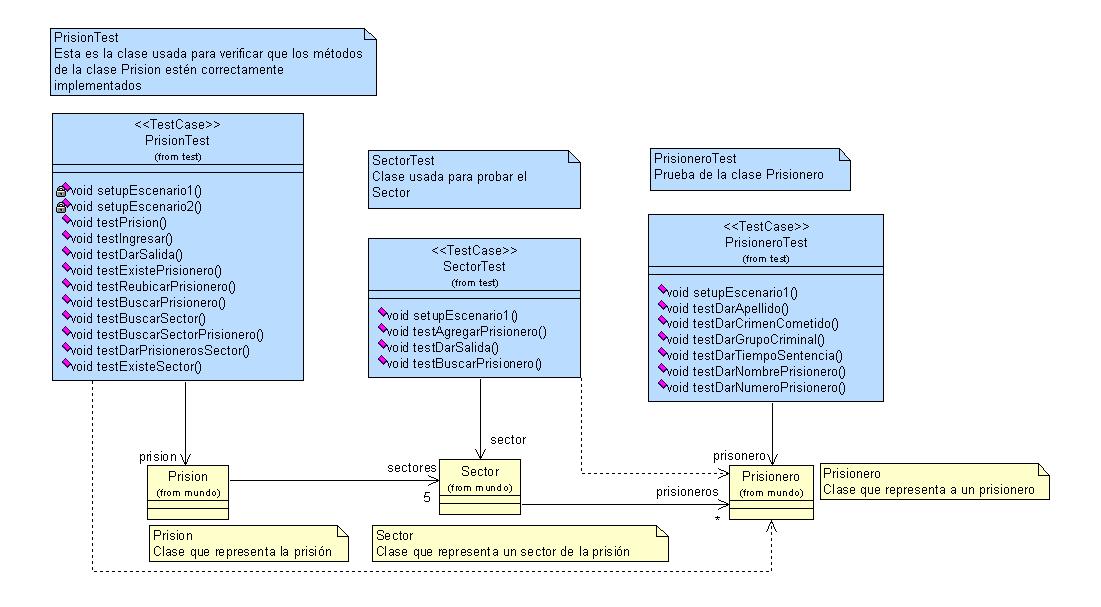 PrisionTest
Esta es la clase usada para verificar que los métodos
de la clase Prision estén correctamente
implementados
<<TestCase>>
PrisionTest
(from test)
void setupEscenario1()
void setupEscenario2()
void testPrision()
void testIngresar()
void testDarSalida()
void testExistePrisionero()
void testReubicarPrisionero()
void testBuscarPrisionero()
void testBuscarSector()
void testBuscarSectorPrisionero()
void testDarPrisionerosSector()
void testExisteSector()
SectorTest
Clase usada para probar el
Sector
<<TestCase>>
SectorTest
(from test)
void setupEscenario1()
void testAgregarPrisionero()
void testDarSalida()
void testBuscarPrisionero()
PrisioneroTest
Prueba de la clase Prisionero
<<TestCase>>
PrisioneroTest
(from test)
void setupEscenario1()
void testDarApellido()
void testDarCrimenCometido()
void testDarGrupoCriminal()
void testDarTiempoSentencia()
void testDarNombrePrisionero()
void testDarNumeroPrisionero()
prision
Prision
(from mundo)
sectores
5
sector
Sector
(from mundo)
prisioneros
*
prisonero
Prisionero
(from mundo)
Prisionero
Clase que representa a un prisionero
Prision
Clase que representa la prisión
Sector
Clase que representa un sector de la prisión